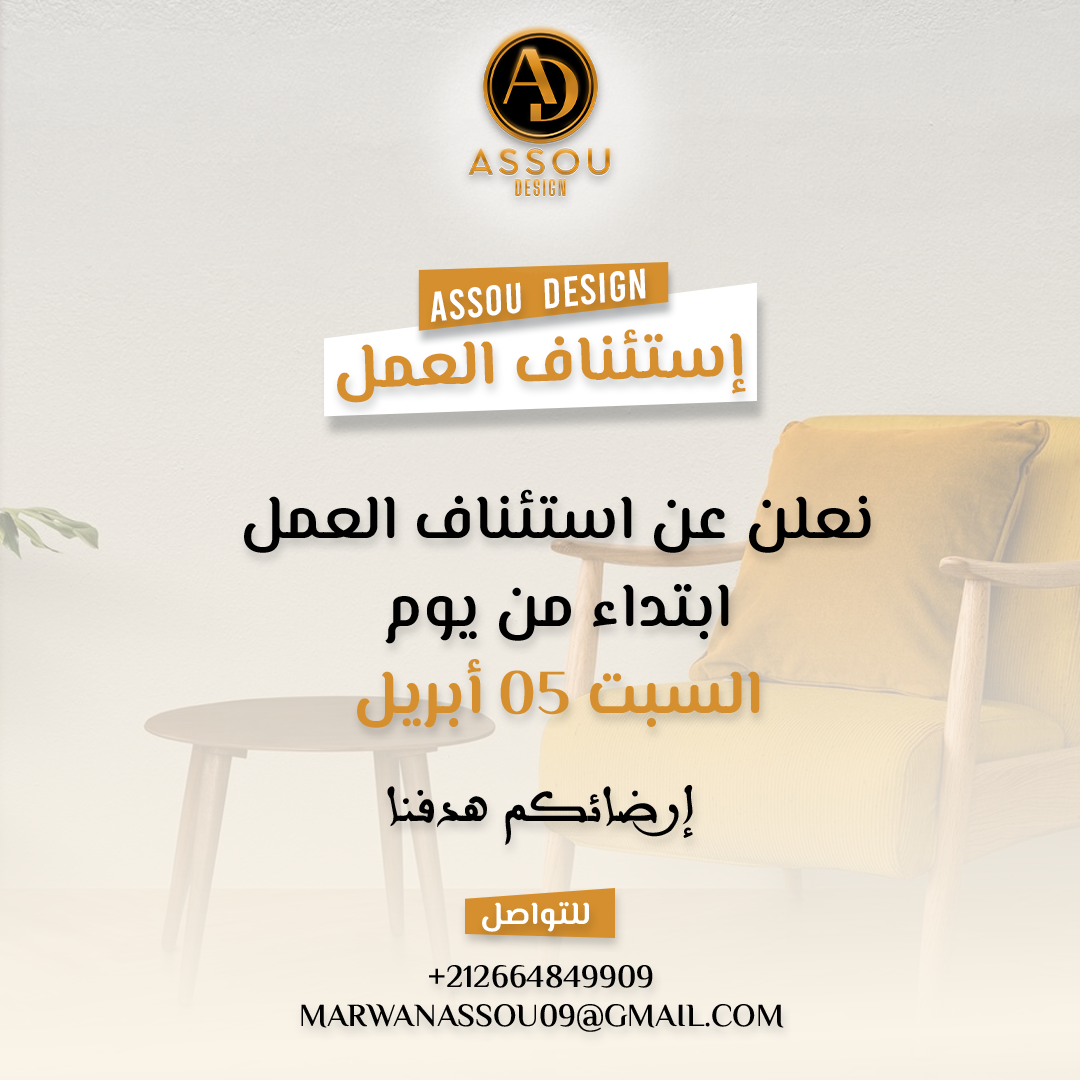 AD
ASSOU
DESIGN
ASSOU DESIGN
إستئناف العمل
نعلن عن استئناف العمل
ابتداء من يوم
السبت 05 أبريل
إرضائكم هدفنا
للتواصل
+212664849909
MARWANASSOU09@GMAIL.COM